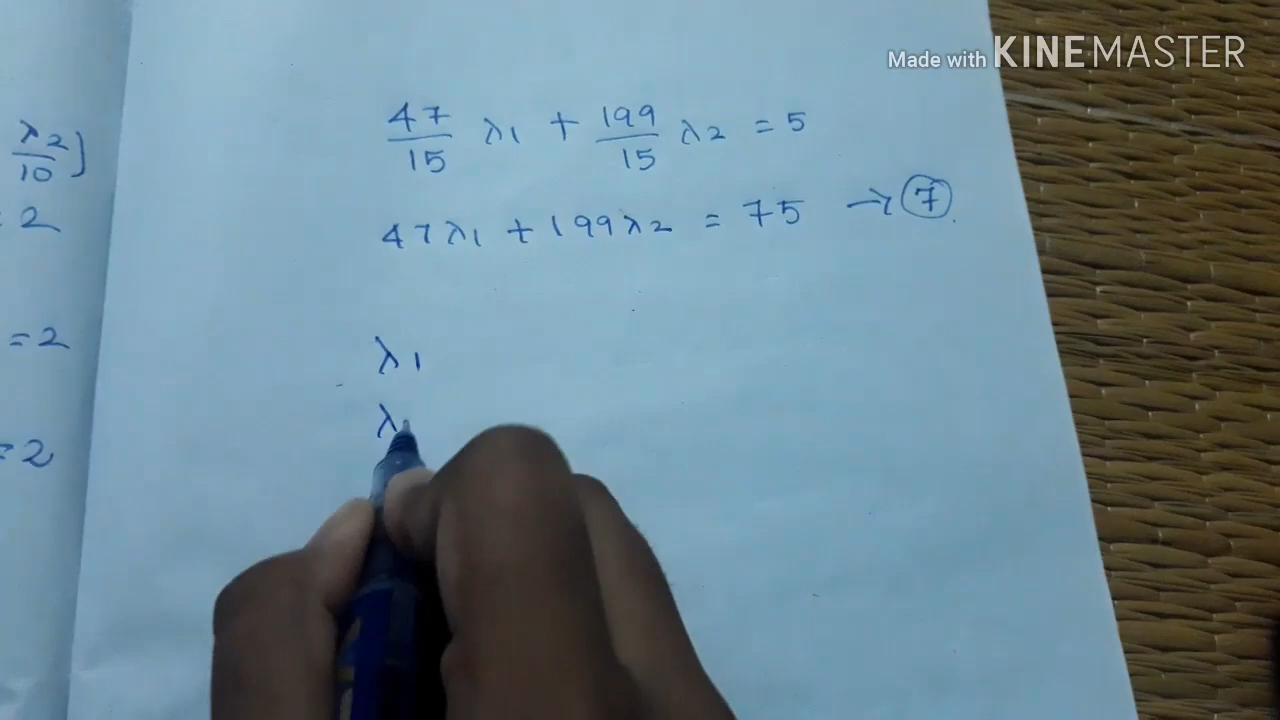 Made with KINEMASTER
λ2/10]
= 2
= 2
= 2
47/15 λ1 + 199/15 λ2 = 5
47λ1 + 199λ2 = 75 → 7
λ1
λ